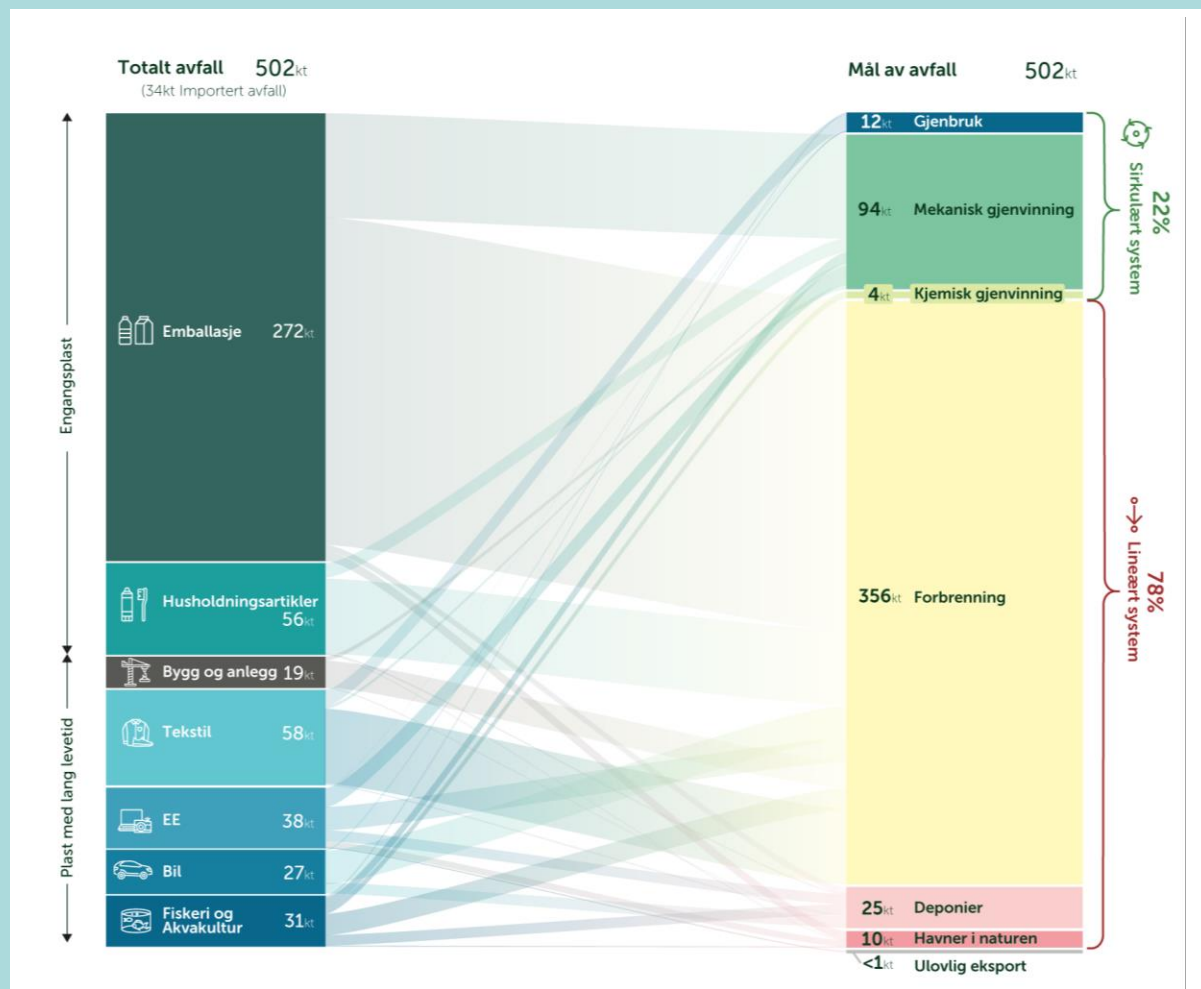 Totalt avfall 502kt
(34kt Importert avfall)
Engangsplast
Plast med lang levetid
Emballasje 272kt
Husholdningsartikler
56kt
Bygg og anlegg 19kt
Tekstil 58kt
EE 38kt
Bil 27kt
Fiskeri og
Akvakultur 31kt
Mål av avfall 502kt
12kt Gjenbruk
94kt Mekanisk gjenvinning
4kt Kjemisk gjenvinning
356kt Forbrenning
25kt Deponier
10kt Havner i naturen
<1kt Ulovlig eksport
22%
Sirkulært system
78%
Lineært system